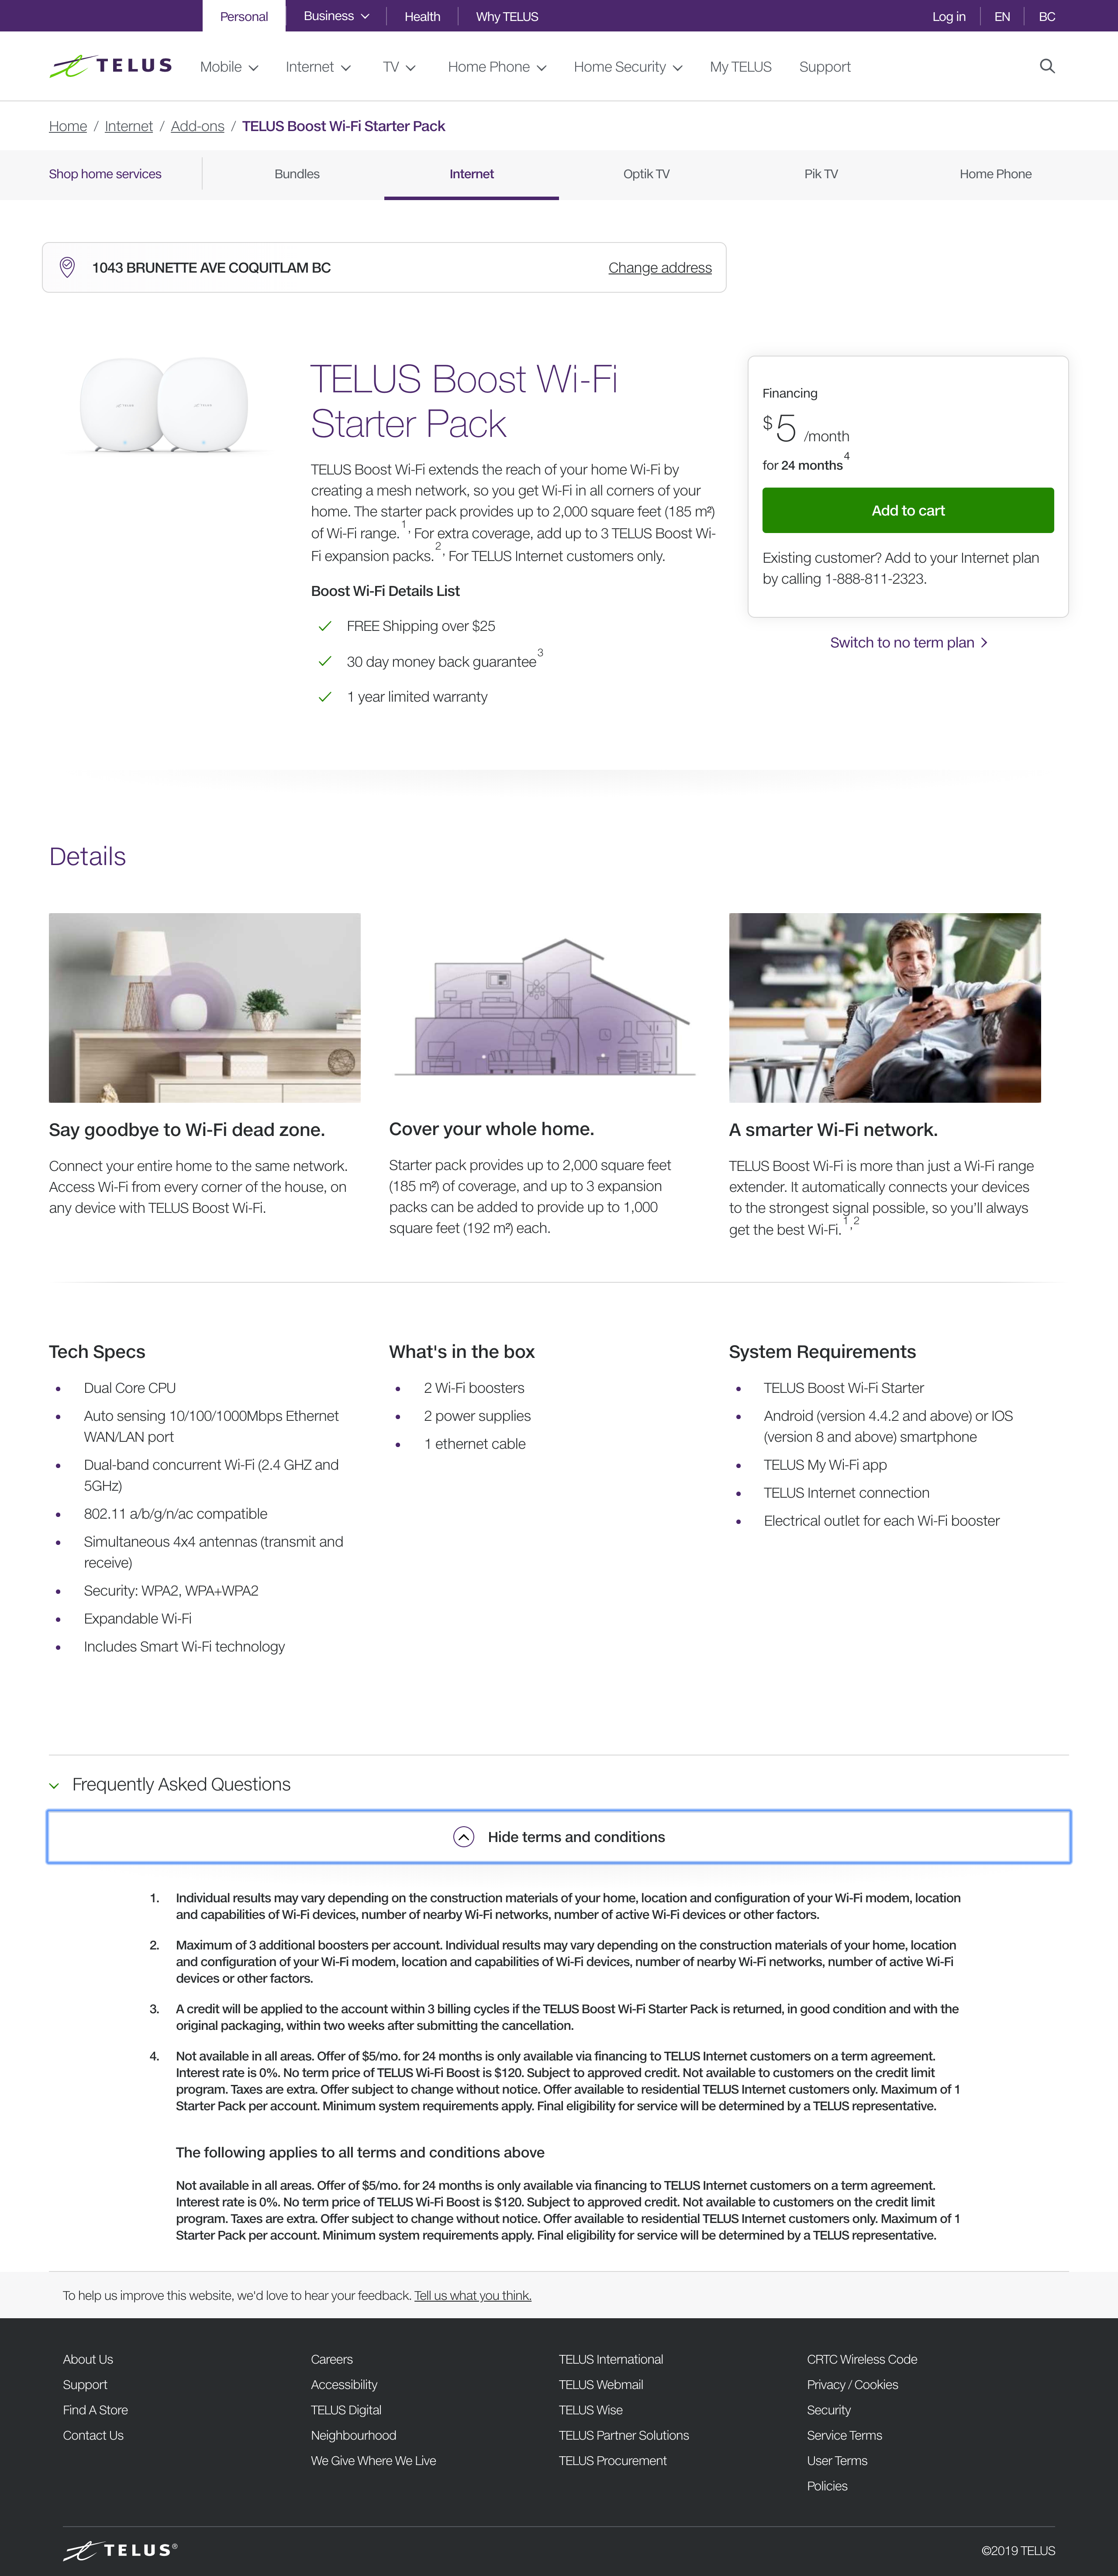 Personal
Business
Health
Why TELUS
Log in
EN
BC
TELUS
Mobile
Internet
TV
Home Phone
Home Security
My TELUS
Support
Home / Internet / Add-ons / TELUS Boost Wi-Fi Starter Pack
Shop home services
Bundles
Internet
Optik TV
Pik TV
Home Phone
1043 BRUNETTE AVE COQUITLAM BC
Change address
TELUS Boost Wi-Fi
Starter Pack
TELUS Boost Wi-Fi extends the reach of your home Wi-Fi by
creating a mesh network, so you get Wi-Fi in all corners of your
home. The starter pack provides up to 2,000 square feet (185 m²)
of Wi-Fi range.1, For extra coverage, add up to 3 TELUS Boost Wi-
Fi expansion packs.2, For TELUS Internet customers only.
Boost Wi-Fi Details List
FREE Shipping over $25
30 day money back guarantee3
1 year limited warranty
Financing
$5 /month
for 24 months4
Add to cart
Existing customer? Add to your Internet plan
by calling 1-888-811-2323.
Switch to no term plan
Details
Say goodbye to Wi-Fi dead zone.
Connect your entire home to the same network.
Access Wi-Fi from every corner of the house, on
any device with TELUS Boost Wi-Fi.
Cover your whole home.
Starter pack provides up to 2,000 square feet
(185 m²) of coverage, and up to 3 expansion
packs can be added to provide up to 1,000
square feet (192 m²) each.
A smarter Wi-Fi network.
TELUS Boost Wi-Fi is more than just a Wi-Fi range
extender. It automatically connects your devices
to the strongest signal possible, so you'll always
get the best Wi-Fi.1,2
Tech Specs
Dual Core CPU
Auto sensing 10/100/1000Mbps Ethernet
WAN/LAN port
Dual-band concurrent Wi-Fi (2.4 GHZ and
5GHz)
802.11 a/b/g/n/ac compatible
Simultaneous 4x4 antennas (transmit and
receive)
Security: WPA2, WPA+WPA2
Expandable Wi-Fi
Includes Smart Wi-Fi technology
What's in the box
2 Wi-Fi boosters
2 power supplies
1 ethernet cable
System Requirements
TELUS Boost Wi-Fi Starter
Android (version 4.4.2 and above) or IOS
(version 8 and above) smartphone
TELUS My Wi-Fi app
TELUS Internet connection
Electrical outlet for each Wi-Fi booster
Frequently Asked Questions
Hide terms and conditions
1. Individual results may vary depending on the construction materials of your home, location and configuration of your Wi-Fi modem, location
and capabilities of Wi-Fi devices, number of nearby Wi-Fi networks, number of active Wi-Fi devices or other factors.
2. Maximum of 3 additional boosters per account. Individual results may vary depending on the construction materials of your home, location
and configuration of your Wi-Fi modem, location and capabilities of Wi-Fi devices, number of nearby Wi-Fi networks, number of active Wi-Fi
devices or other factors.
3. A credit will be applied to the account within 3 billing cycles if the TELUS Boost Wi-Fi Starter Pack is returned, in good condition and with the
original packaging, within two weeks after submitting the cancellation.
4. Not available in all areas. Offer of $5/mo. for 24 months is only available via financing to TELUS Internet customers on a term agreement.
Interest rate is 0%. No term price of TELUS Wi-Fi Boost is $120. Subject to approved credit. Not available to customers on the credit limit
program. Taxes are extra. Offer subject to change without notice. Offer available to residential TELUS Internet customers only. Maximum of 1
Starter Pack per account. Minimum system requirements apply. Final eligibility for service will be determined by a TELUS representative.
The following applies to all terms and conditions above
Not available in all areas. Offer of $5/mo. for 24 months is only available via financing to TELUS Internet customers on a term agreement.
Interest rate is 0%. No term price of TELUS Wi-Fi Boost is $120. Subject to approved credit. Not available to customers on the credit limit
program. Taxes are extra. Offer subject to change without notice. Offer available to residential TELUS Internet customers only. Maximum of 1
Starter Pack per account. Minimum system requirements apply. Final eligibility for service will be determined by a TELUS representative.
To help us improve this website, we'd love to hear your feedback. Tell us what you think.
About Us
Support
Find A Store
Contact Us
Careers
Accessibility
TELUS Digital
Neighbourhood
We Give Where We Live
TELUS International
TELUS Webmail
TELUS Wise
TELUS Partner Solutions
TELUS Procurement
CRTC Wireless Code
Privacy / Cookies
Security
Service Terms
User Terms
Policies
TELUS®
©2019 TELUS